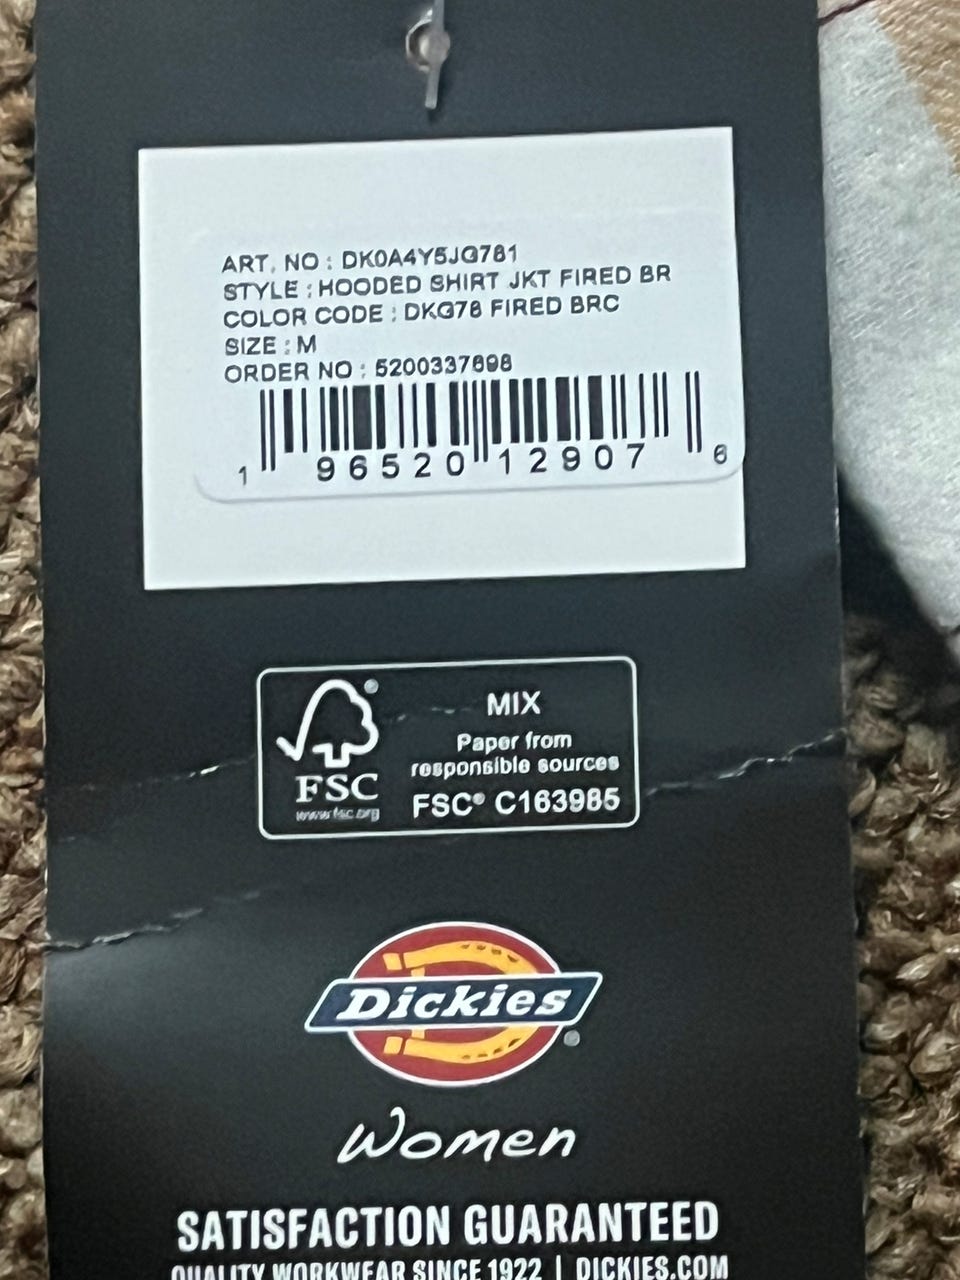 ART. NO : DK0A4Y5JG781
STYLE : HOODED SHIRT JKT FIRED BR
COLOR CODE : DKG78 FIRED BRC
SIZE : M
ORDER NO : 5200337698
1 96520 12907 6
MIX
Paper from
responsible sources
FSC® C163985
FSC
www.fsc.org
®
Dickies
®
Women
SATISFACTION GUARANTEED
QUALITY WORKWEAR SINCE 1922 | DICKIES.COM